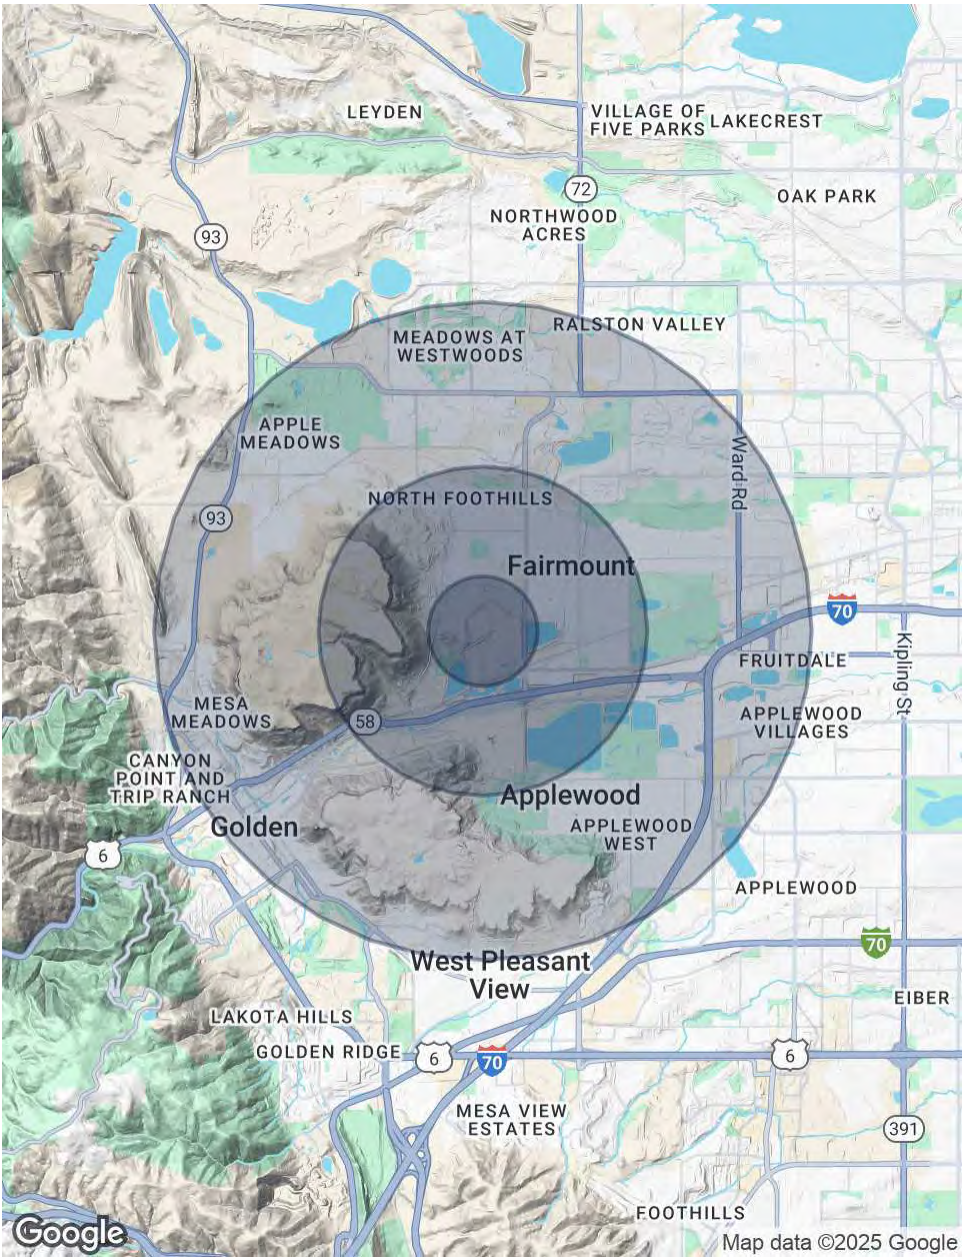 LEYDEN
VILLAGE OF
FIVE PARKS
LAKECREST
72
OAK PARK
NORTHWOOD
ACRES
93
RALSTON VALLEY
MEADOWS AT
WESTWOODS
APPLE
MEADOWS
Ward Rd
NORTH FOOTHILLS
93
Fairmount
70
Kipling St
FRUITDALE
MESA
MEADOWS
58
APPLEWOOD
VILLAGES
CANYON
POINT AND
TRIP RANCH
Applewood
Golden
APPLEWOOD
WEST
6
APPLEWOOD
70
West Pleasant
View
EIBER
LAKOTA HILLS
GOLDEN RIDGE
6
70
6
MESA VIEW
ESTATES
391
FOOTHILLS
Google
Map data ©2025 Google